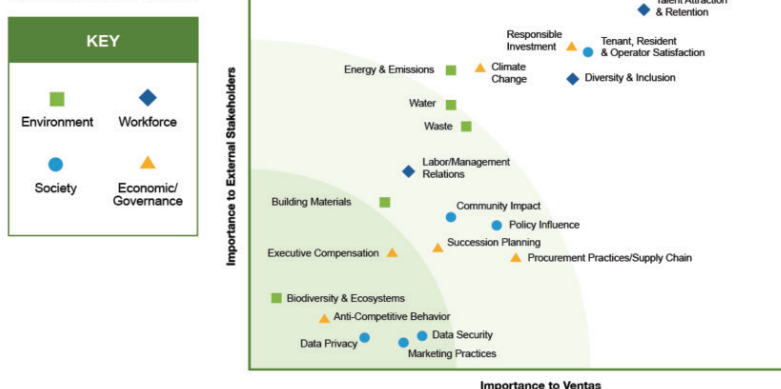 KEY
Environment
Workforce
Society
Economic/
Governance
Importance to External Stakeholders
Talent Attraction
& Retention
Responsible
Investment
Tenant, Resident
& Operator Satisfaction
Energy & Emissions
Climate
Change
Diversity & Inclusion
Water
Waste
Labor/Management
Relations
Building Materials
Community Impact
Policy Influence
Succession Planning
Executive Compensation
Procurement Practices/Supply Chain
Biodiversity & Ecosystems
Anti-Competitive Behavior
Data Security
Data Privacy
Marketing Practices
Importance to Ventas